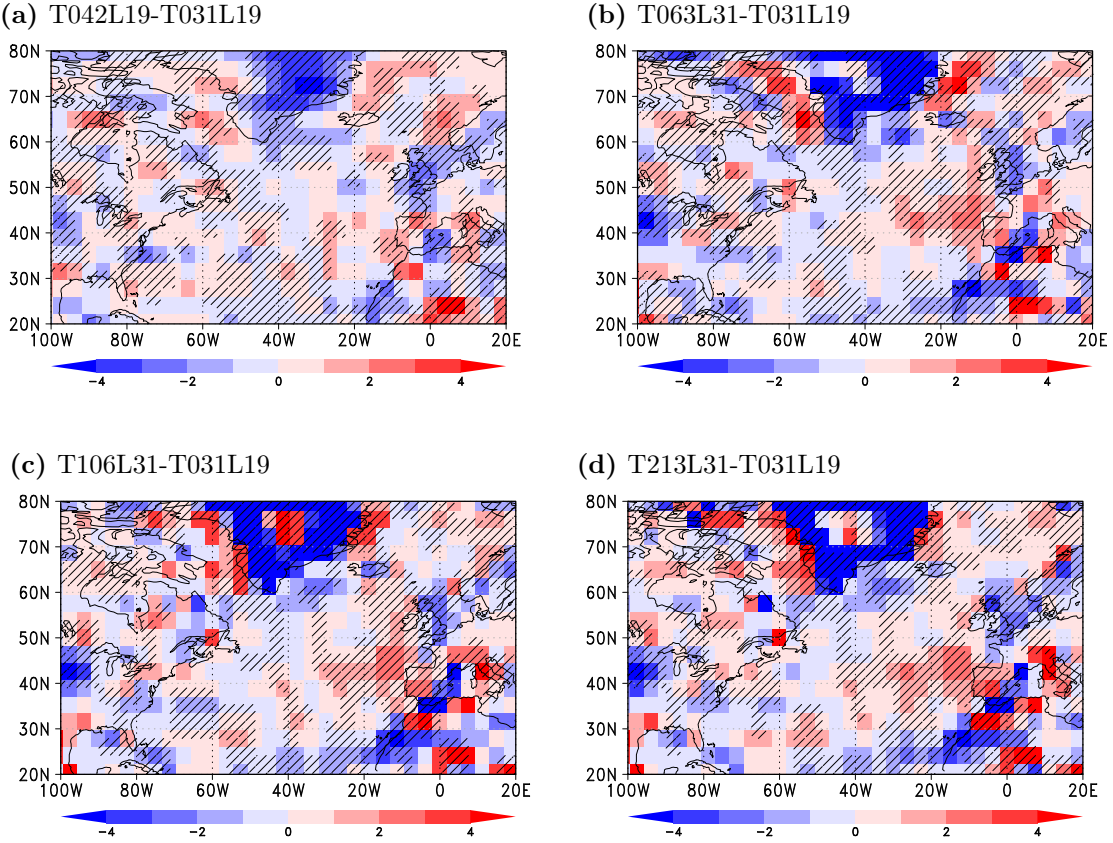 (a) T042L19-T031L19
(b) T063L31-T031L19
80N
70N
60N
50N
40N
30N
20N
100W 80W 60W 40W 20W 0 20E
-4 -2 0 2 4
80N
70N
60N
50N
40N
30N
20N
100W 80W 60W 40W 20W 0 20E
-4 -2 0 2 4
(c) T106L31-T031L19
(d) T213L31-T031L19
80N
70N
60N
50N
40N
30N
20N
100W 80W 60W 40W 20W 0 20E
-4 -2 0 2 4
80N
70N
60N
50N
40N
30N
20N
100W 80W 60W 40W 20W 0 20E
-4 -2 0 2 4